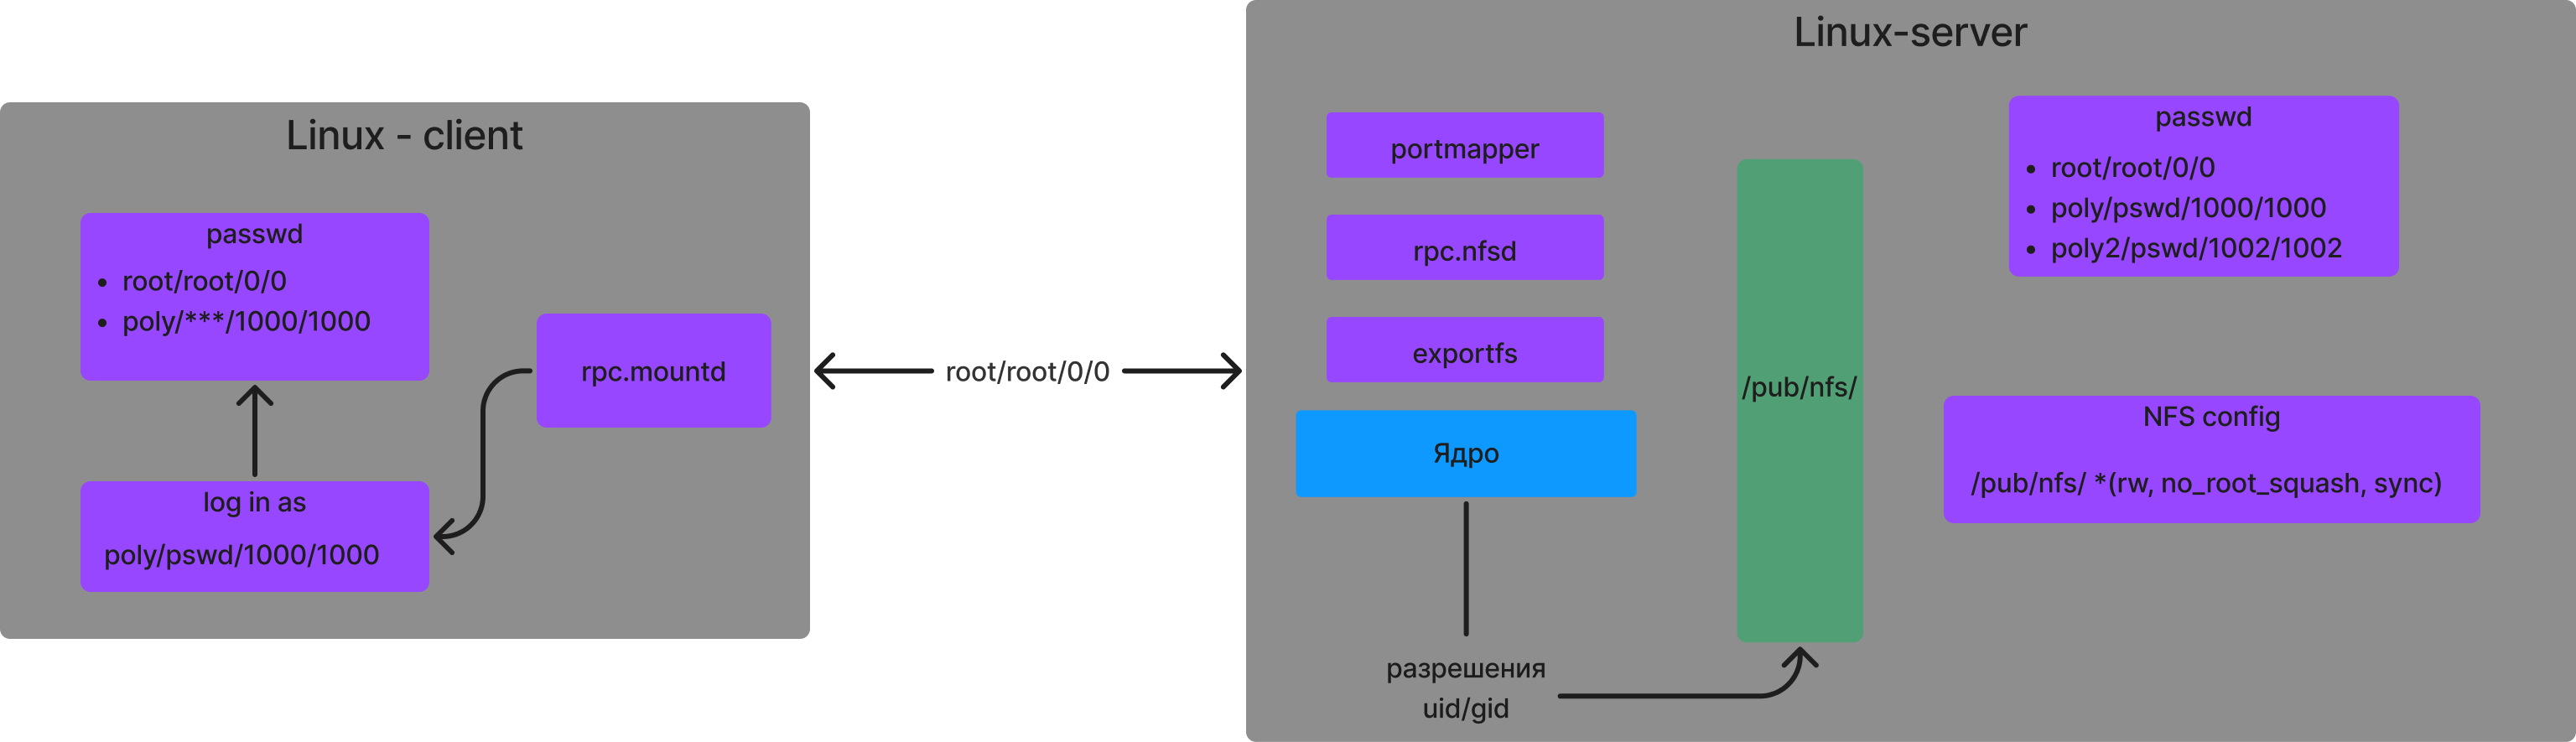 Linux - client
passwd
• root/root/0/0
• poly/***/1000/1000
rpc.mountd
log in as
poly/pswd/1000/1000
root/root/0/0
Linux-server
portmapper
rpc.nfsd
exportfs
Ядро
разрешения
uid/gid
/pub/nfs/
passwd
• root/root/0/0
• poly/pswd/1000/1000
• poly2/pswd/1002/1002
NFS config
/pub/nfs/ *(rw, no_root_squash, sync)